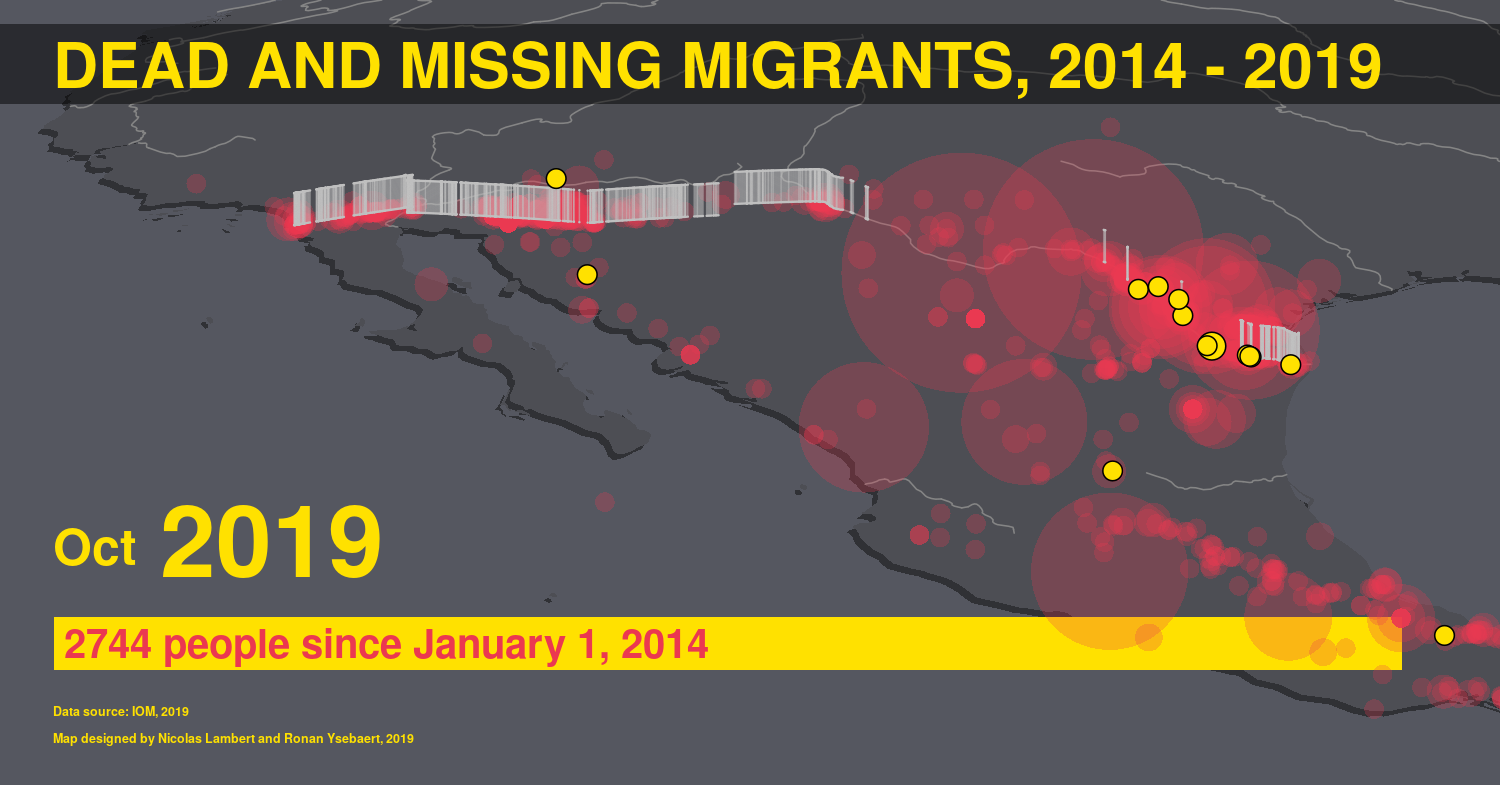 DEAD AND MISSING MIGRANTS, 2014 - 2019
Oct 2019
2744 people since January 1, 2014
Data source: IOM, 2019
Map designed by Nicolas Lambert and Ronan Ysebaert, 2019